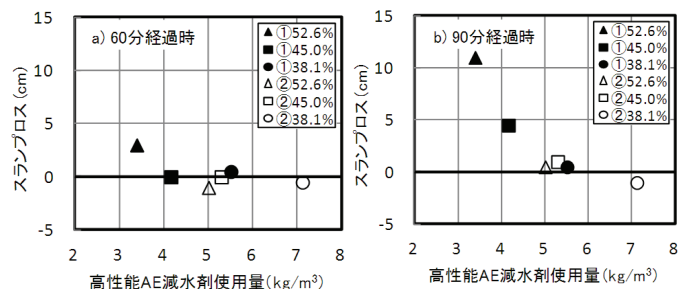 a) 60分経過時
▲ ①52.6%
■ ①45.0%
● ①38.1%
△ ②52.6%
□ ②45.0%
○ ②38.1%
スランプロス(cm)
15
10
5
0
-5
2 3 4 5 6 7 8
高性能AE減水剤使用量(kg/m³)
b) 90分経過時
▲ ①52.6%
■ ①45.0%
● ①38.1%
△ ②52.6%
□ ②45.0%
○ ②38.1%
スランプロス(cm)
15
10
5
0
-5
2 3 4 5 6 7 8
高性能AE減水剤使用量(kg/m³)